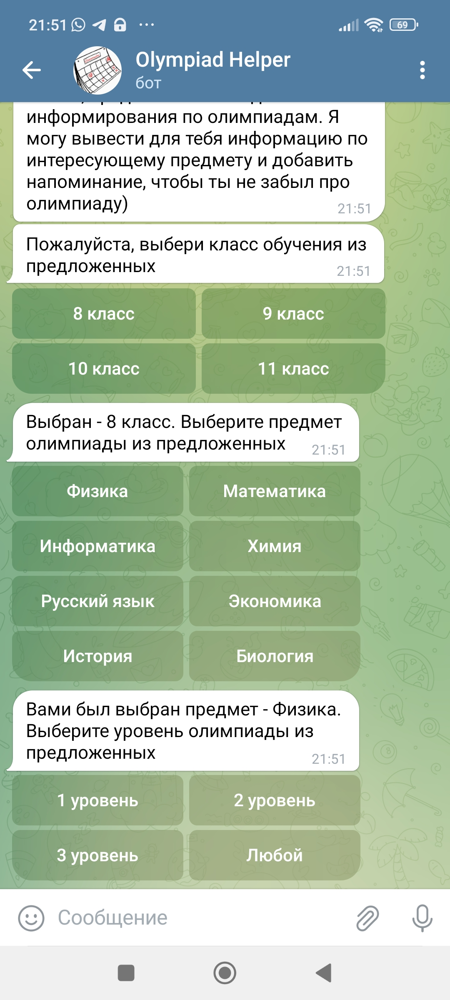 21:51
69
Olympiad Helper
бот
информирования по олимпиадам. Я
могу вывести для тебя информацию по
интересующему предмету и добавить
напоминание, чтобы ты не забыл про
олимпиаду)
21:51
Пожалуйста, выбери класс обучения из
предложенных
21:51
8 класс
9 класс
10 класс
11 класс
Выбран - 8 класс. Выберите предмет
олимпиады из предложенных
21:51
Физика
Математика
Информатика
Химия
Русский язык
Экономика
История
Биология
Вами был выбран предмет - Физика.
Выберите уровень олимпиады из
предложенных
21:51
1 уровень
2 уровень
3 уровень
Любой
Сообщение